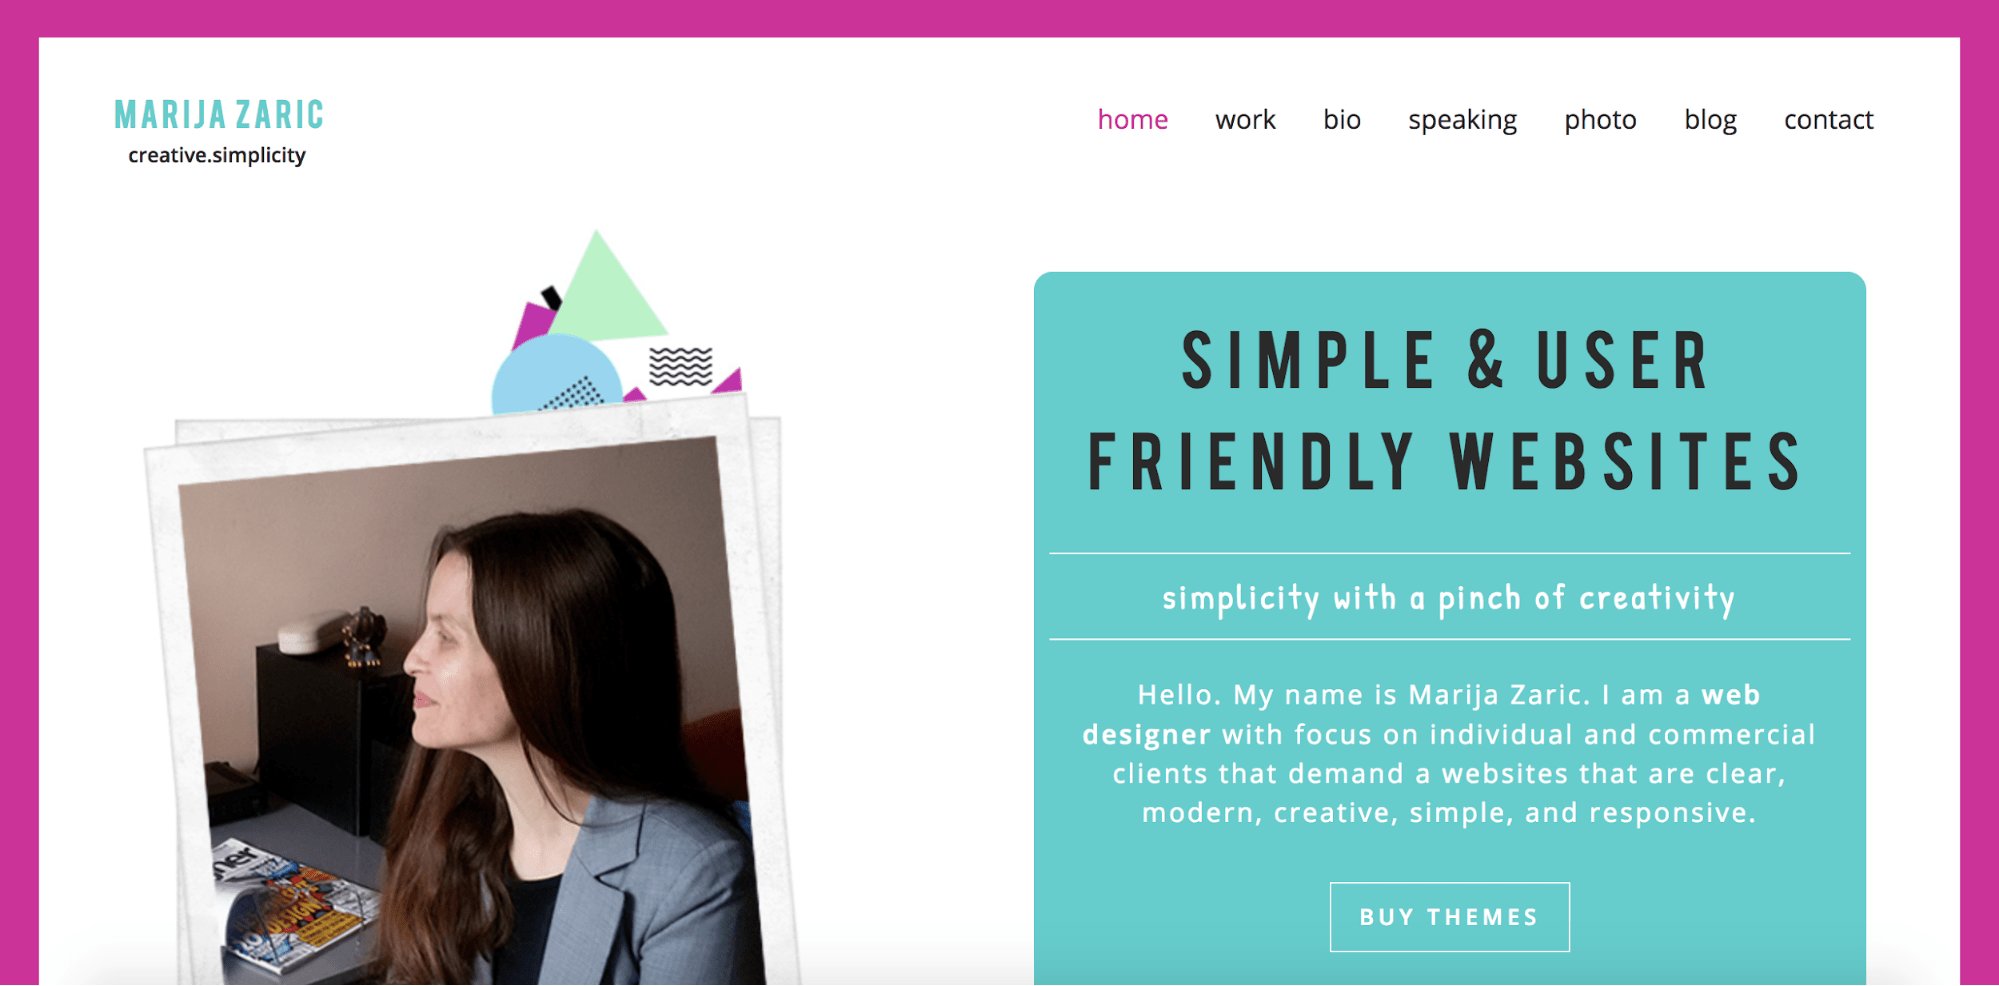 MARIJA ZARIC
creative.simplicity
home work bio speaking photo blog contact
SIMPLE & USER
FRIENDLY WEBSITES
simplicity with a pinch of creativity
Hello. My name is Marija Zaric. I am a web
designer with focus on individual and commercial
clients that demand a websites that are clear,
modern, creative, simple, and responsive.
BUY THEMES